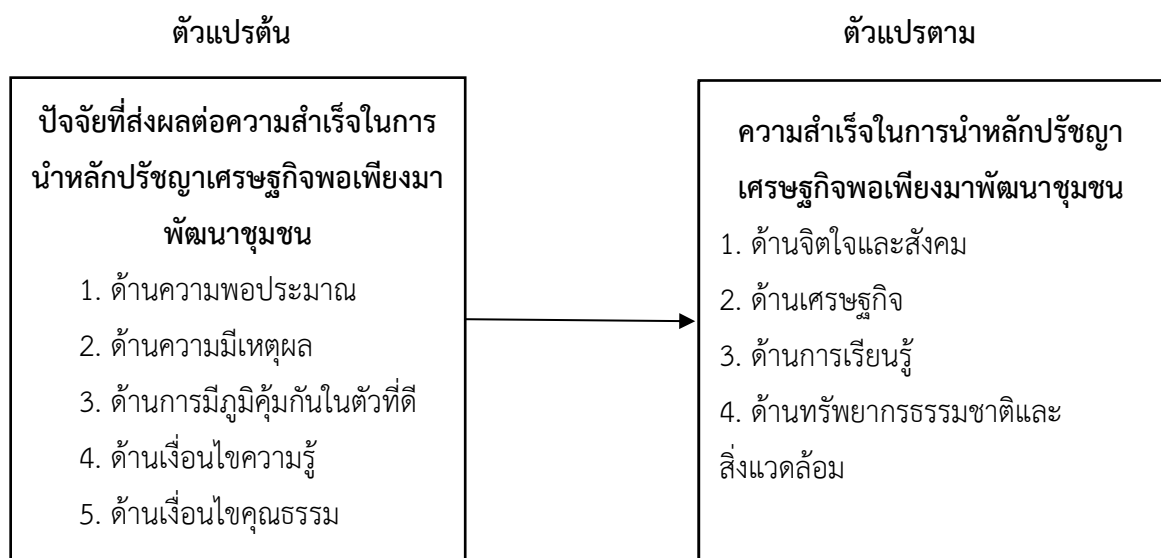 ตัวแปรต้น
ตัวแปรตาม
ปัจจัยที่ส่งผลต่อความสำเร็จในการ
นำหลักปรัชญาเศรษฐกิจพอเพียงมา
พัฒนาชุมชน
1. ด้านความพอประมาณ
2. ด้านความมีเหตุผล
3. ด้านการมีภูมิคุ้มกันในตัวที่ดี
4. ด้านเงื่อนไขความรู้
5. ด้านเงื่อนไขคุณธรรม
ความสำเร็จในการนำหลักปรัชญา
เศรษฐกิจพอเพียงมาพัฒนาชุมชน
1. ด้านจิตใจและสังคม
2. ด้านเศรษฐกิจ
3. ด้านการเรียนรู้
4. ด้านทรัพยากรธรรมชาติและ
สิ่งแวดล้อม